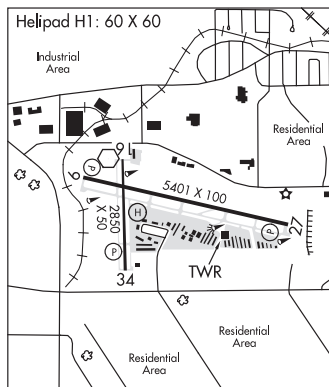 Helipad H1: 60 X 60
Industrial
Area
Residential
Area
16
P
9
5401 X 100
2850
X 50
H
P
P
27
TWR
34
Residential
Area
Residential
Area